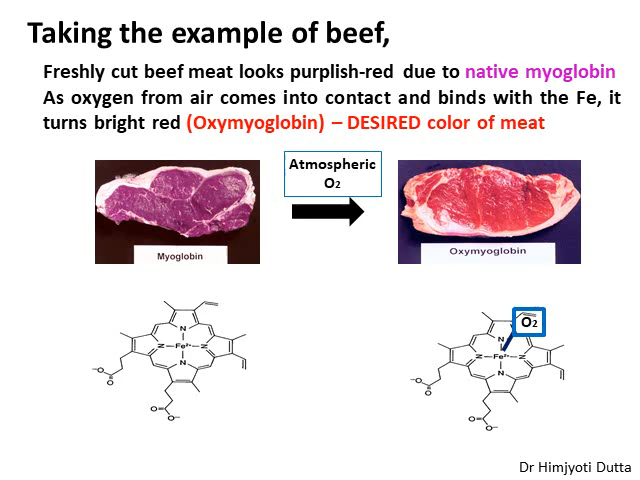 Taking the example of beef,
Freshly cut beef meat looks purplish-red due to native myoglobin
As oxygen from air comes into contact and binds with the Fe, it
turns bright red (Oxymyoglobin) – DESIRED color of meat
Atmospheric
O₂
Myoglobin
Oxymyoglobin
O₂
N
N Fe²⁺ N
N
⁻O
O
O
O⁻
N
N Fe²⁺ N
N
⁻O
O
O
O⁻
Dr Himjyoti Dutta